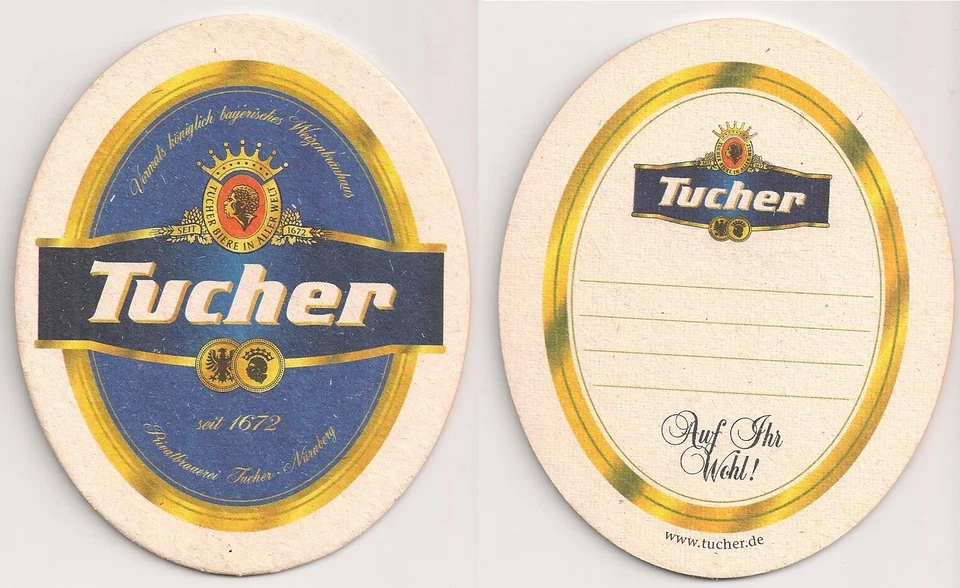 Vormals königlich bayerisches Weizenbräuhaus
TUCHER BIERE IN ALLER WELT
SEIT 1672
Tucher
seit 1672
Privatbrauerei Tucher · Nürnberg
Tucher
Auf Ihr
Wohl!
www.tucher.de